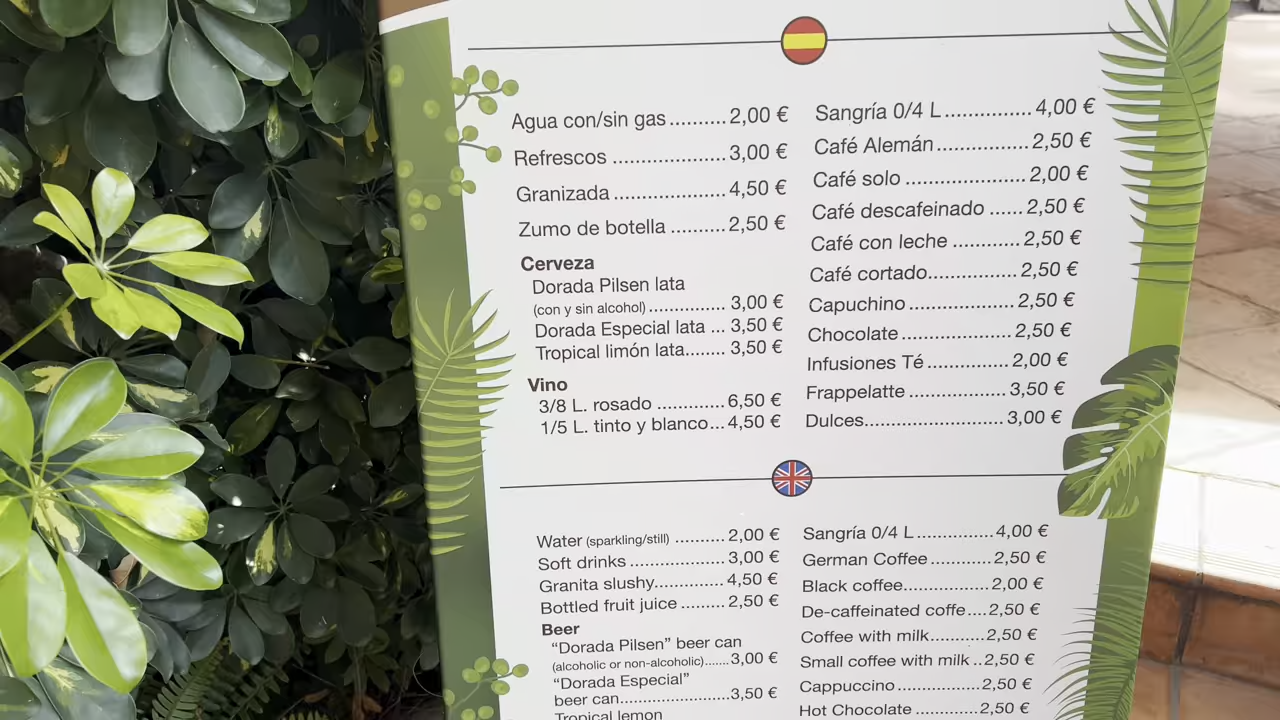 Agua con/sin gas..........2,00 €
Refrescos ....................3,00 €
Granizada ....................4,50 €
Zumo de botella ..........2,50 €
Cerveza
Dorada Pilsen lata
(con y sin alcohol)..............3,00 €
Dorada Especial lata ... 3,50 €
Tropical limón lata....... 3,50 €
Vino
3/8 L. rosado ............6,50 €
1/5 L. tinto y blanco...4,50 €
Sangría 0/4 L...............4,00 €
Café Alemán................2,50 €
Café solo .....................2,00 €
Café descafeinado ......2,50 €
Café con leche ............2,50 €
Café cortado................2,50 €
Capuchino ...................2,50 €
Chocolate ....................2,50 €
Infusiones Té...............2,00 €
Frappelatte ..................3,50 €
Dulces.........................3,00 €
Water (sparkling/still) ..........2,00 €
Soft drinks ...................3,00 €
Granita slushy..............4,50 €
Bottled fruit juice .........2,50 €
Beer
“Dorada Pilsen” beer can
(alcoholic or non-alcoholic).......3,00 €
“Dorada Especial”
beer can......................3,50 €
Tropical lemon
Sangría 0/4 L ...............4,00 €
German Coffee.............2,50 €
Black coffee..................2,00 €
De-caffeinated coffe....2,50 €
Coffee with milk...........2,50 €
Small coffee with milk ..2,50 €
Cappuccino .................2,50 €
Hot Chocolate .............2,50 €